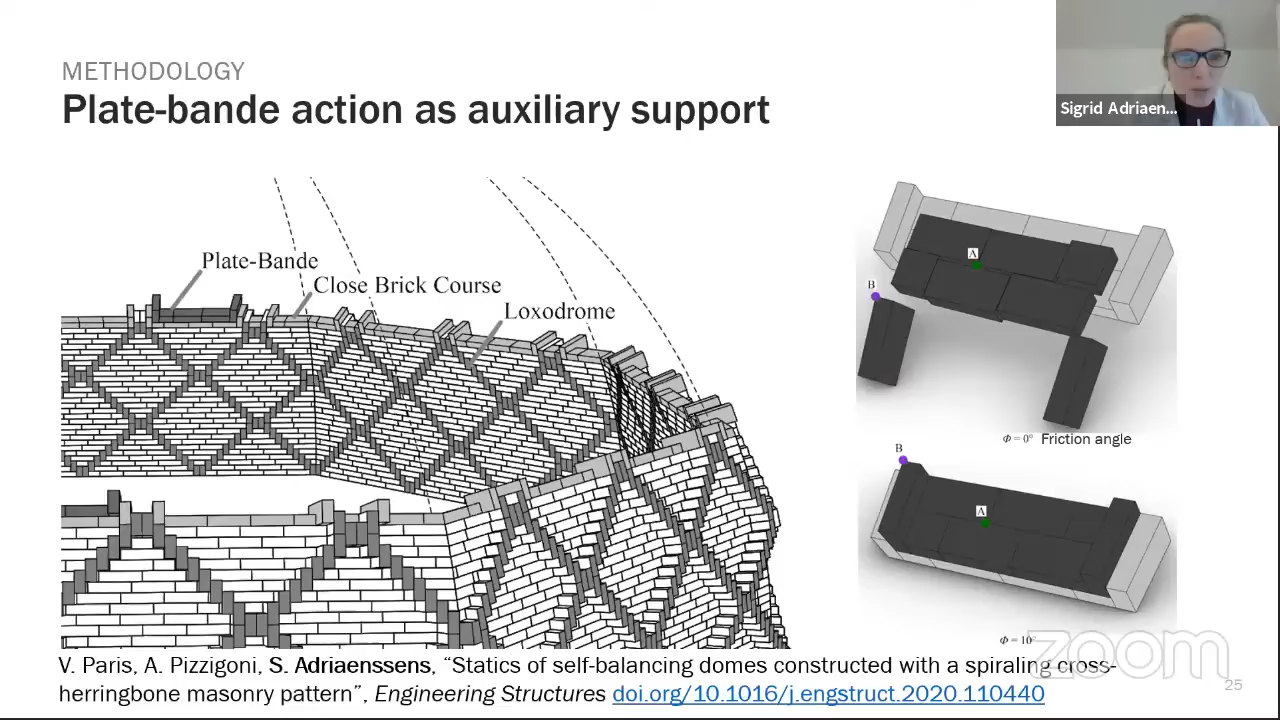 METHODOLOGY
Plate-bande action as auxiliary support
Sigrid Adriaen...
Plate-Bande
Close Brick Course
Loxodrome
A
B
Φ = 0° Friction angle
B
A
Φ = 10
zoom
V. Paris, A. Pizzigoni, S. Adriaenssens, “Statics of self-balancing domes constructed with a spiraling cross-
herringbone masonry pattern”, Engineering Structures doi.org/10.1016/j.engstruct.2020.110440
25